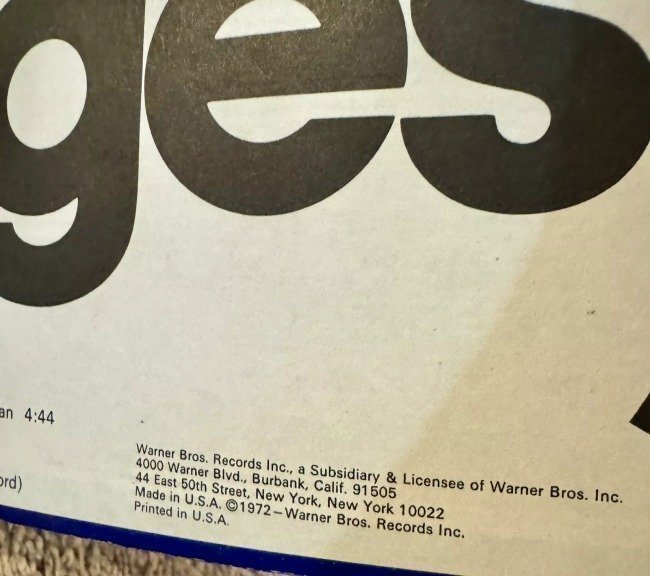 ges
an 4:44
ord)
Warner Bros. Records Inc., a Subsidiary & Licensee of Warner Bros. Inc.
4000 Warner Blvd., Burbank, Calif. 91505
44 East 50th Street, New York, New York 10022
Made in U.S.A. ©1972–Warner Bros. Records Inc.
Printed in U.S.A.